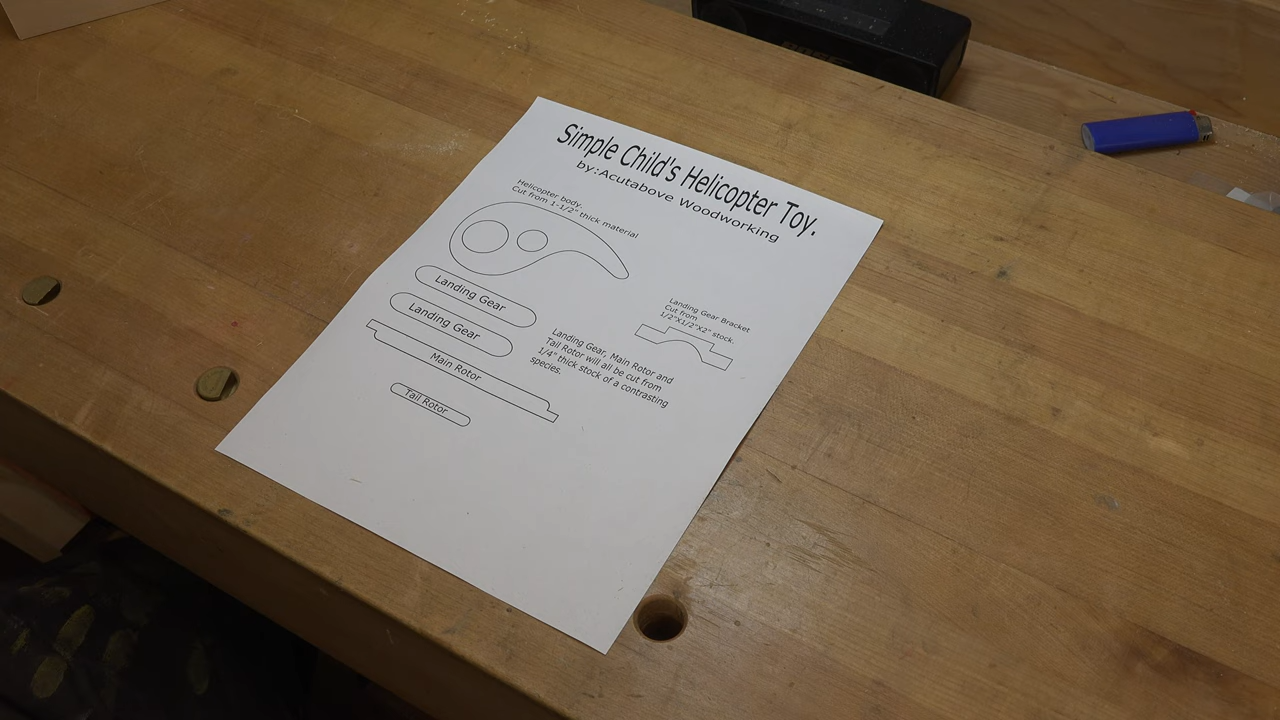 Simple Child's Helicopter Toy.
by:Acutabove Woodworking
Helicopter body.
Cut from 1-1/2" thick material
Landing Gear
Landing Gear
Main Rotor
Tail Rotor
Landing Gear Bracket
Cut from
1/2"X1/2"X2" stock.
Landing Gear, Main Rotor and
Tail Rotor will all be cut from
1/4" thick stock of a contrasting
species.